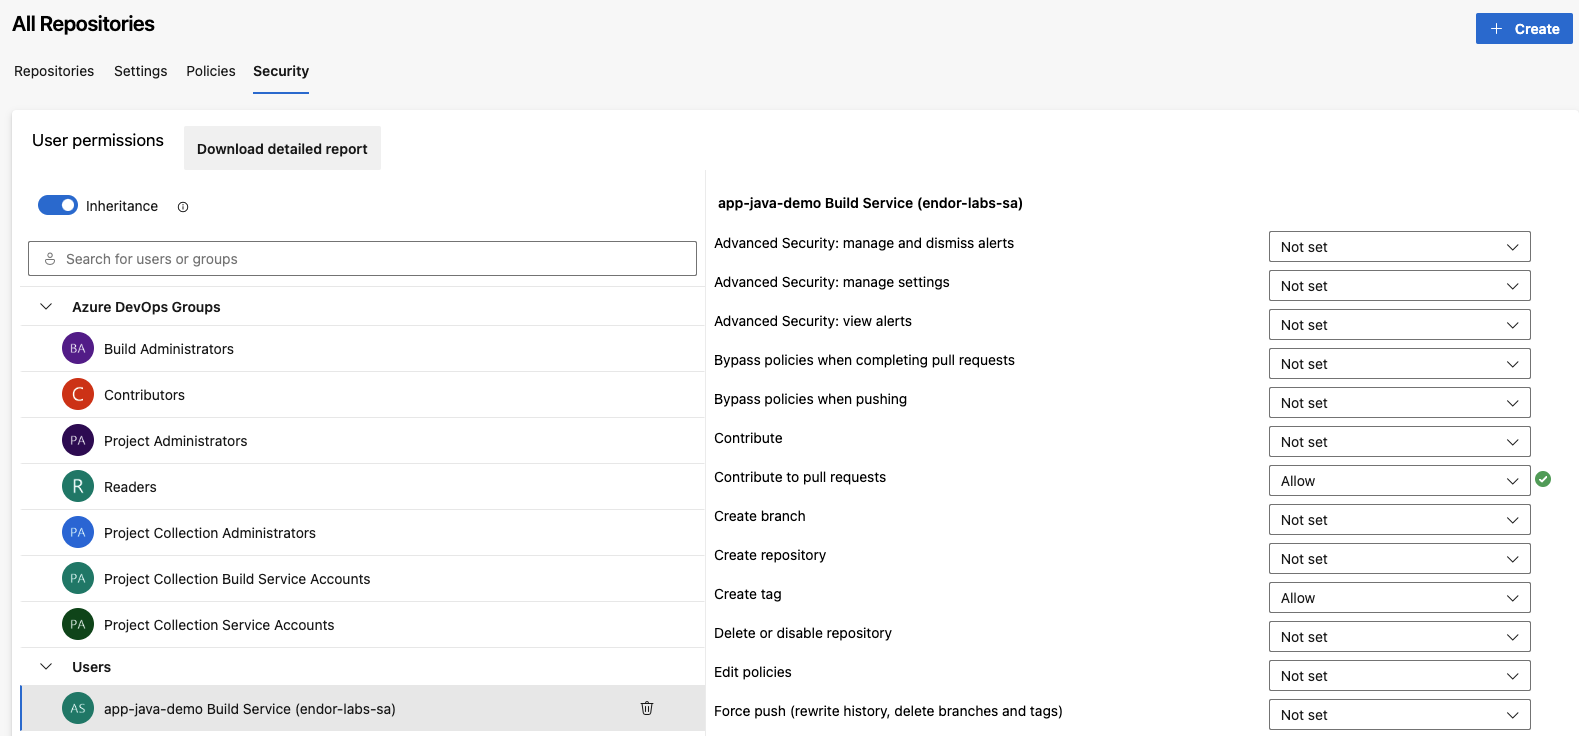 All Repositories
+ Create
Repositories Settings Policies Security
User permissions
Download detailed report
Inheritance
Search for users or groups
Azure DevOps Groups
BA Build Administrators
C Contributors
PA Project Administrators
R Readers
PA Project Collection Administrators
PA Project Collection Build Service Accounts
PA Project Collection Service Accounts
Users
AS app-java-demo Build Service (endor-labs-sa)
app-java-demo Build Service (endor-labs-sa)
Advanced Security: manage and dismiss alerts Not set
Advanced Security: manage settings Not set
Advanced Security: view alerts Not set
Bypass policies when completing pull requests Not set
Bypass policies when pushing Not set
Contribute Not set
Contribute to pull requests Allow
Create branch Not set
Create repository Not set
Create tag Allow
Delete or disable repository Not set
Edit policies Not set
Force push (rewrite history, delete branches and tags) Not set